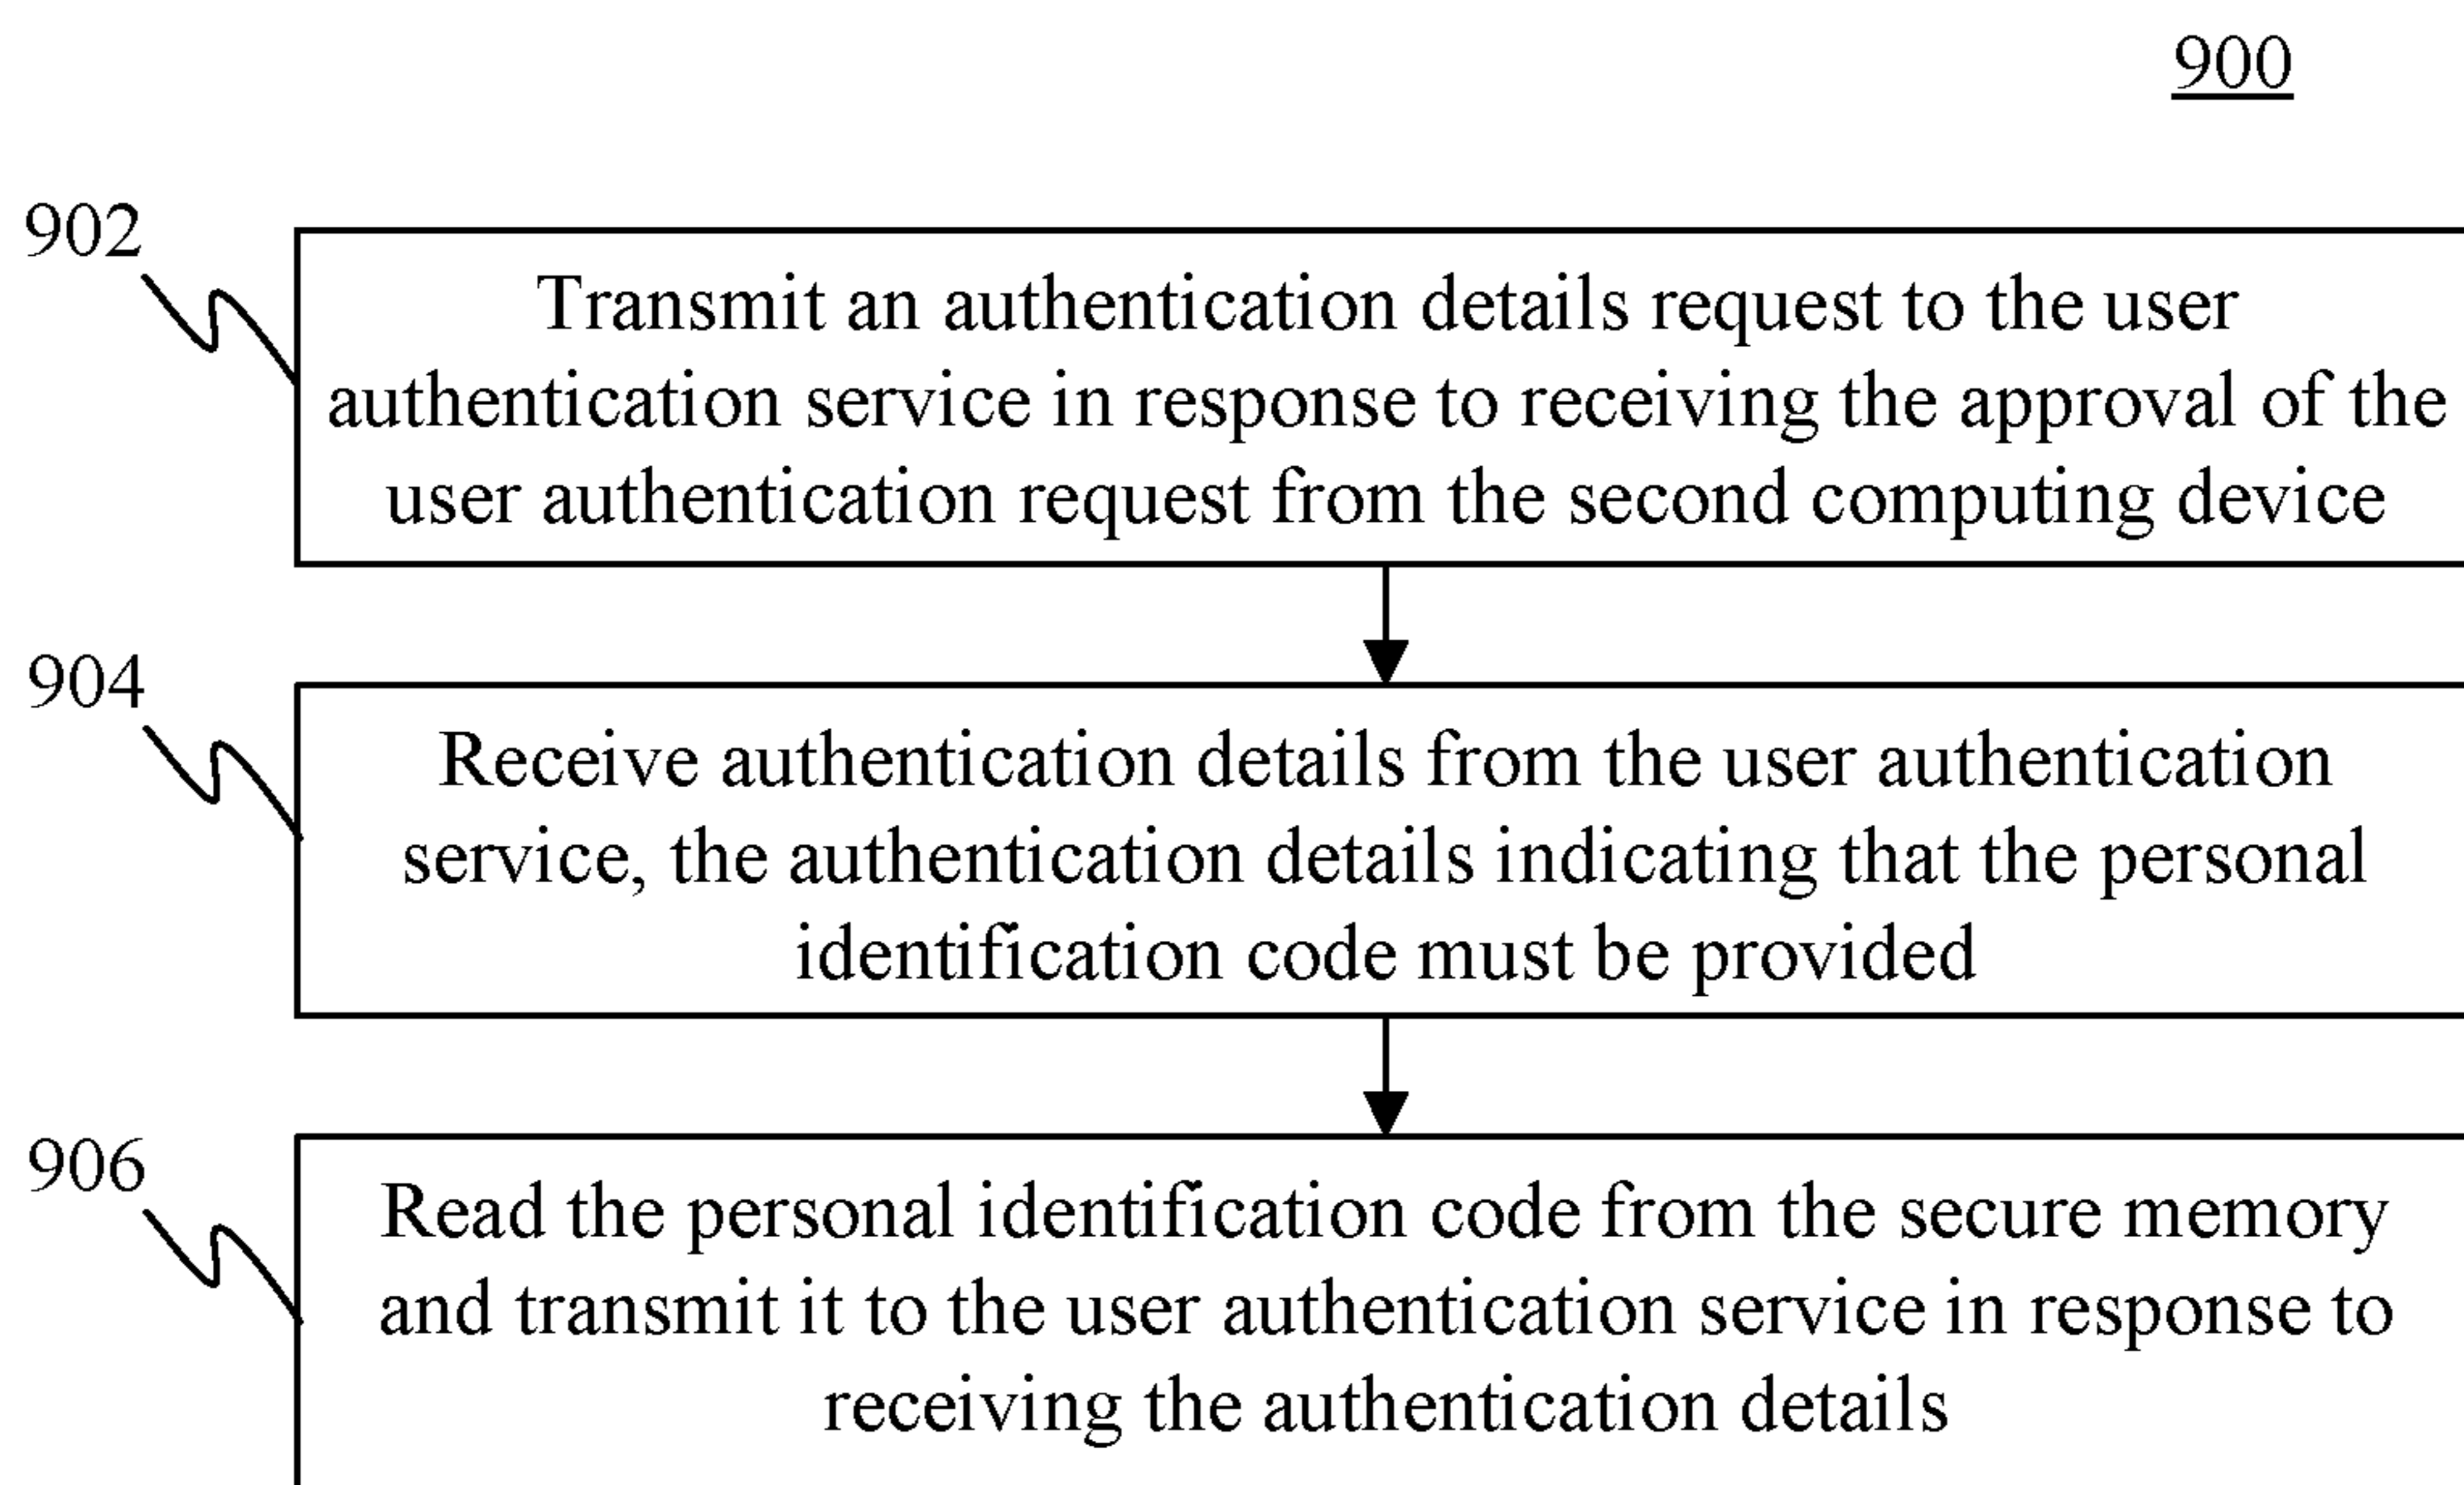 900
902
Transmit an authentication details request to the user
authentication service in response to receiving the approval of the
user authentication request from the second computing device
904
Receive authentication details from the user authentication
service, the authentication details indicating that the personal
identification code must be provided
906
Read the personal identification code from the secure memory
and transmit it to the user authentication service in response to
receiving the authentication details